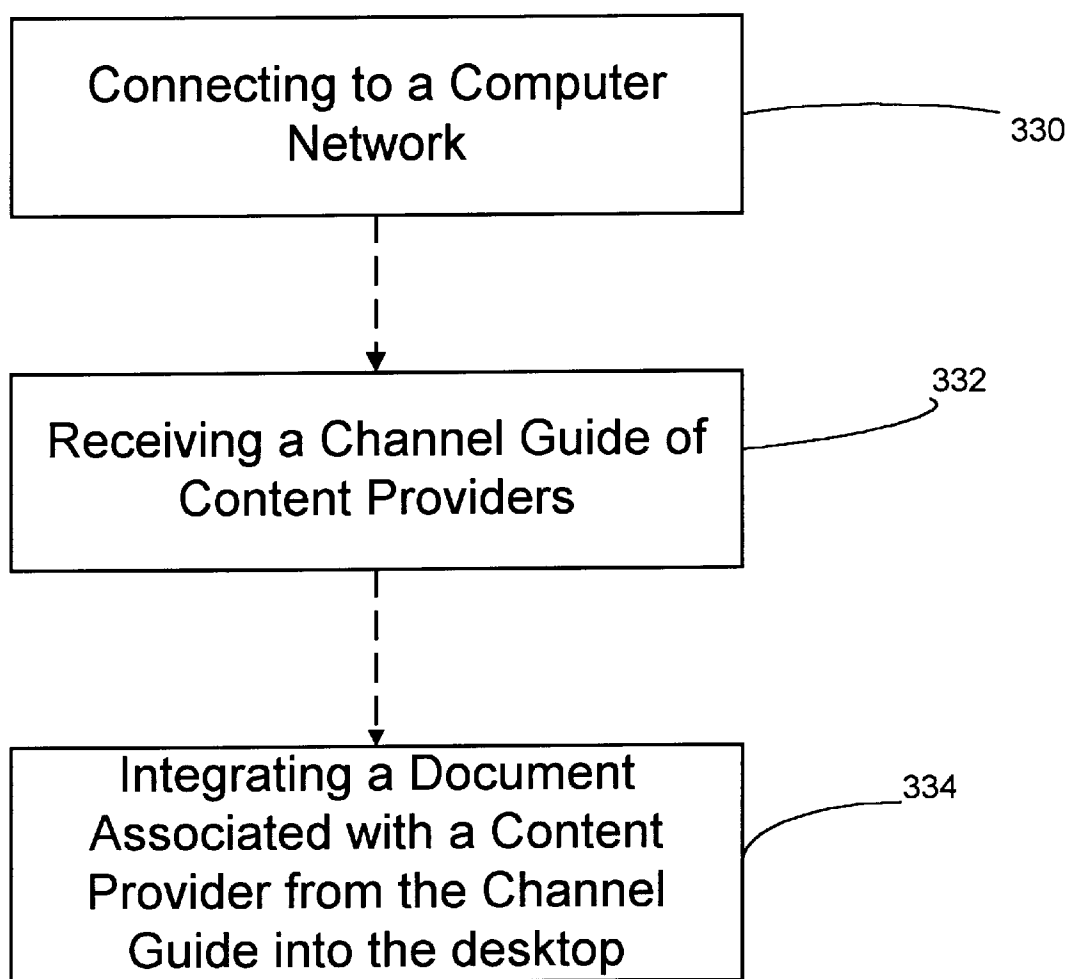 Connecting to a Computer
Network
330
Receiving a Channel Guide of
Content Providers
332
Integrating a Document
Associated with a Content
Provider from the Channel
Guide into the desktop
334